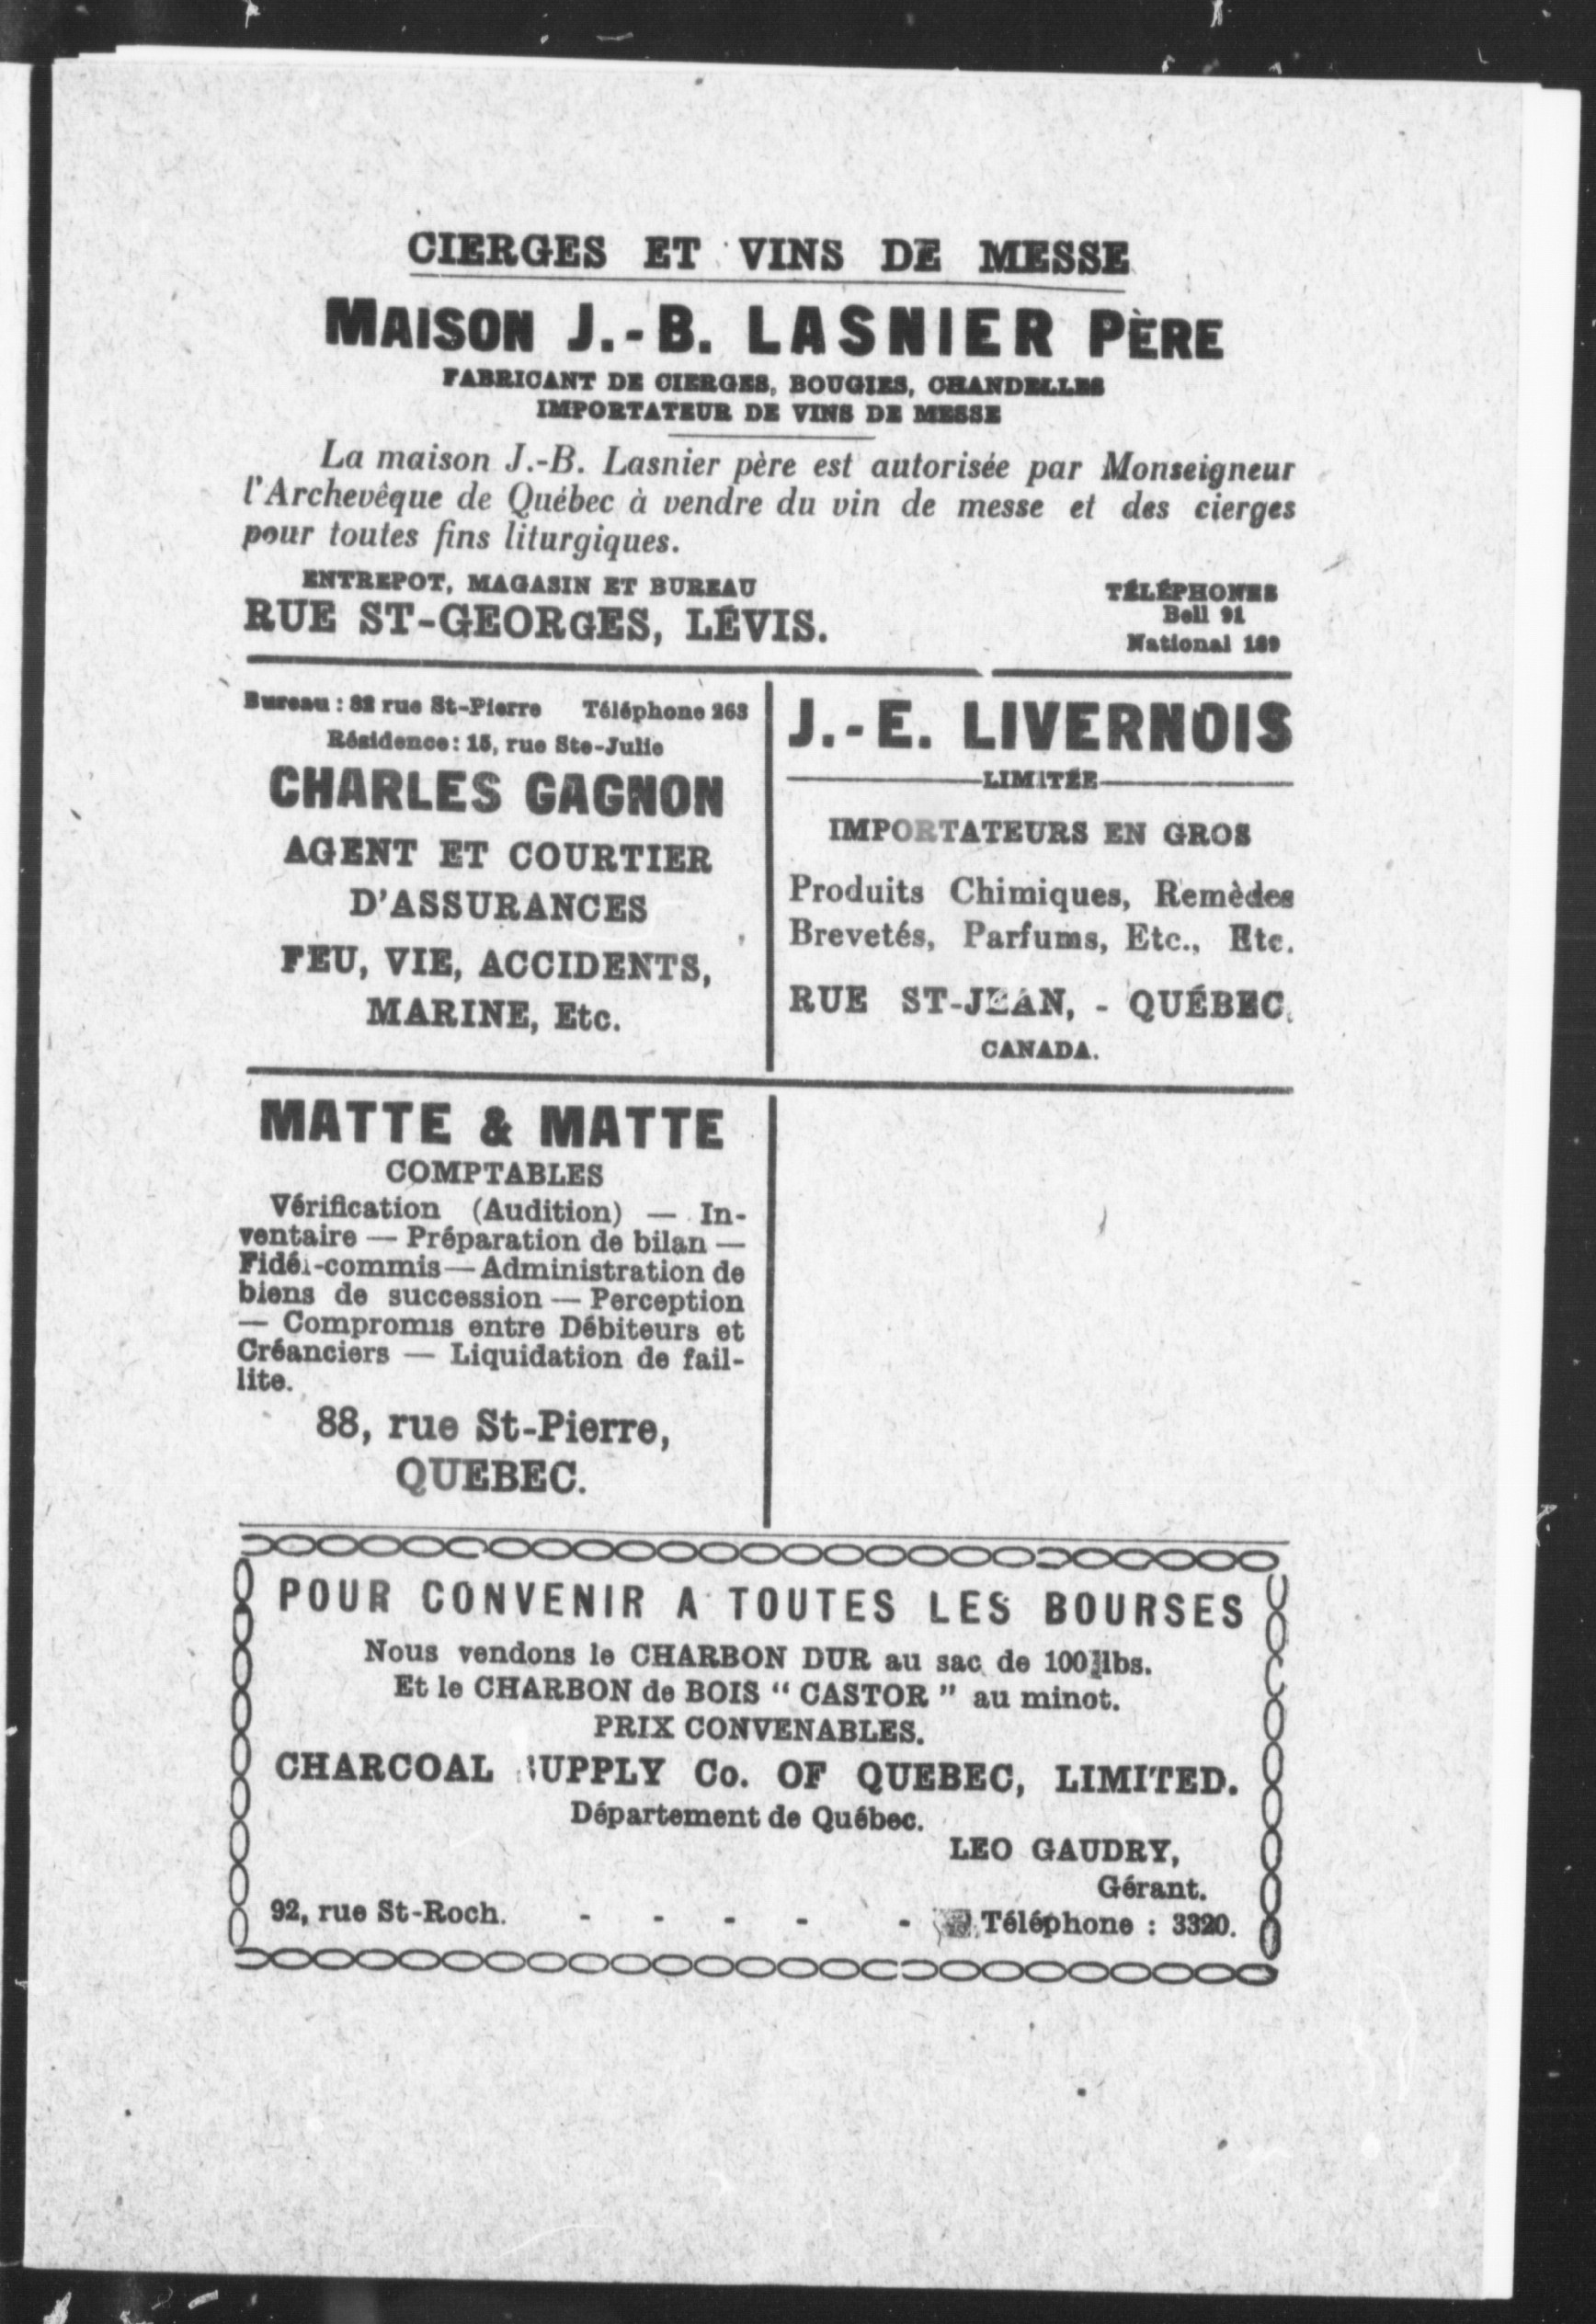 CIERGES ET VINS DE MESSE
MAISON J.-B. LASNIER PÈRE
FABRICANT DE CIERGES, BOUGIES, CHANDELLES
IMPORTATEUR DE VINS DE MESSE
La maison J.-B. Lasnier père est autorisée par Monseigneur
l'Archevêque de Québec à vendre du vin de messe et des cierges
pour toutes fins liturgiques.
ENTREPOT, MAGASIN ET BUREAU
RUE ST-GEORGES, LÉVIS.
TÉLÉPHONES
Bell 91
National 169
Bureau : rue St-Pierre Téléphone 263
Résidence: 15, rue Ste-Julie
CHARLES GAGNON
AGENT ET COURTIER
D'ASSURANCES
FEU, VIE, ACCIDENTS,
MARINE, Etc.
J.-E. LIVERNOIS
LIMITÉE
IMPORTATEURS EN GROS
Produits Chimiques, Remèdes
Brevetés, Parfums, Etc., Etc.
RUE ST-JEAN, - QUÉBEC,
CANADA.
MATTE & MATTE
COMPTABLES
Vérification (Audition) — In-
ventaire — Préparation de bilan —
Fidéi-commis — Administration de
biens de succession — Perception
— Compromis entre Débiteurs et
Créanciers — Liquidation de fail-
lite.
88, rue St-Pierre,
QUEBEC.
POUR CONVENIR A TOUTES LES BOURSES
Nous vendons le CHARBON DUR au sac de 100 lbs.
Et le CHARBON de BOIS " CASTOR " au minot.
PRIX CONVENABLES.
CHARCOAL SUPPLY Co. OF QUEBEC, LIMITED.
Département de Québec.
LEO GAUDRY,
Gérant.
92, rue St-Roch. - - - - - Téléphone : 3320.